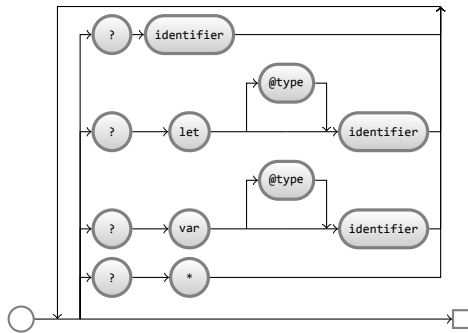 ? identifier
@type
? let identifier
@type
? var identifier
? *